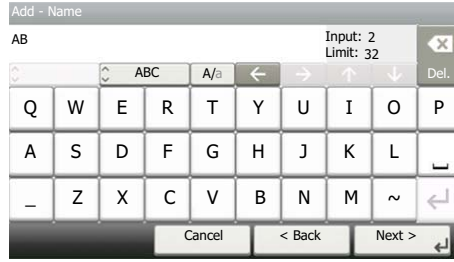 Add - Name
AB Input: 2
Limit: 32
ABC A/a ← → ↑ ↓ Del.
Q W E R T Y U I O P
A S D F G H J K L
_ Z X C V B N M ~
Cancel < Back Next >